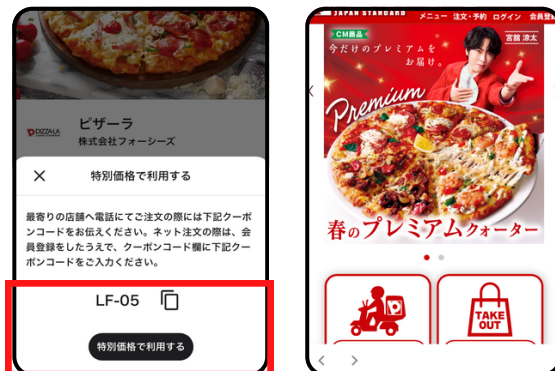 PIZZA-LA
ピザーラ
株式会社フォーシーズ
特別価格で利用する
最寄りの店舗へ電話にてご注文の際には下記クーポ
ンコードをお伝えください。ネット注文の際は、会
員登録をしたうえで、クーポンコード欄に下記クー
ポンコードをご入力ください。
LF-05
特別価格で利用する
JAPAN STANDARD
メニュー 注文・予約 ログイン 会員登
CM商品
今だけのプレミアムを
お届け。
宮舘 涼太
Premium
春のプレミアムクォーター
TAKE
OUT